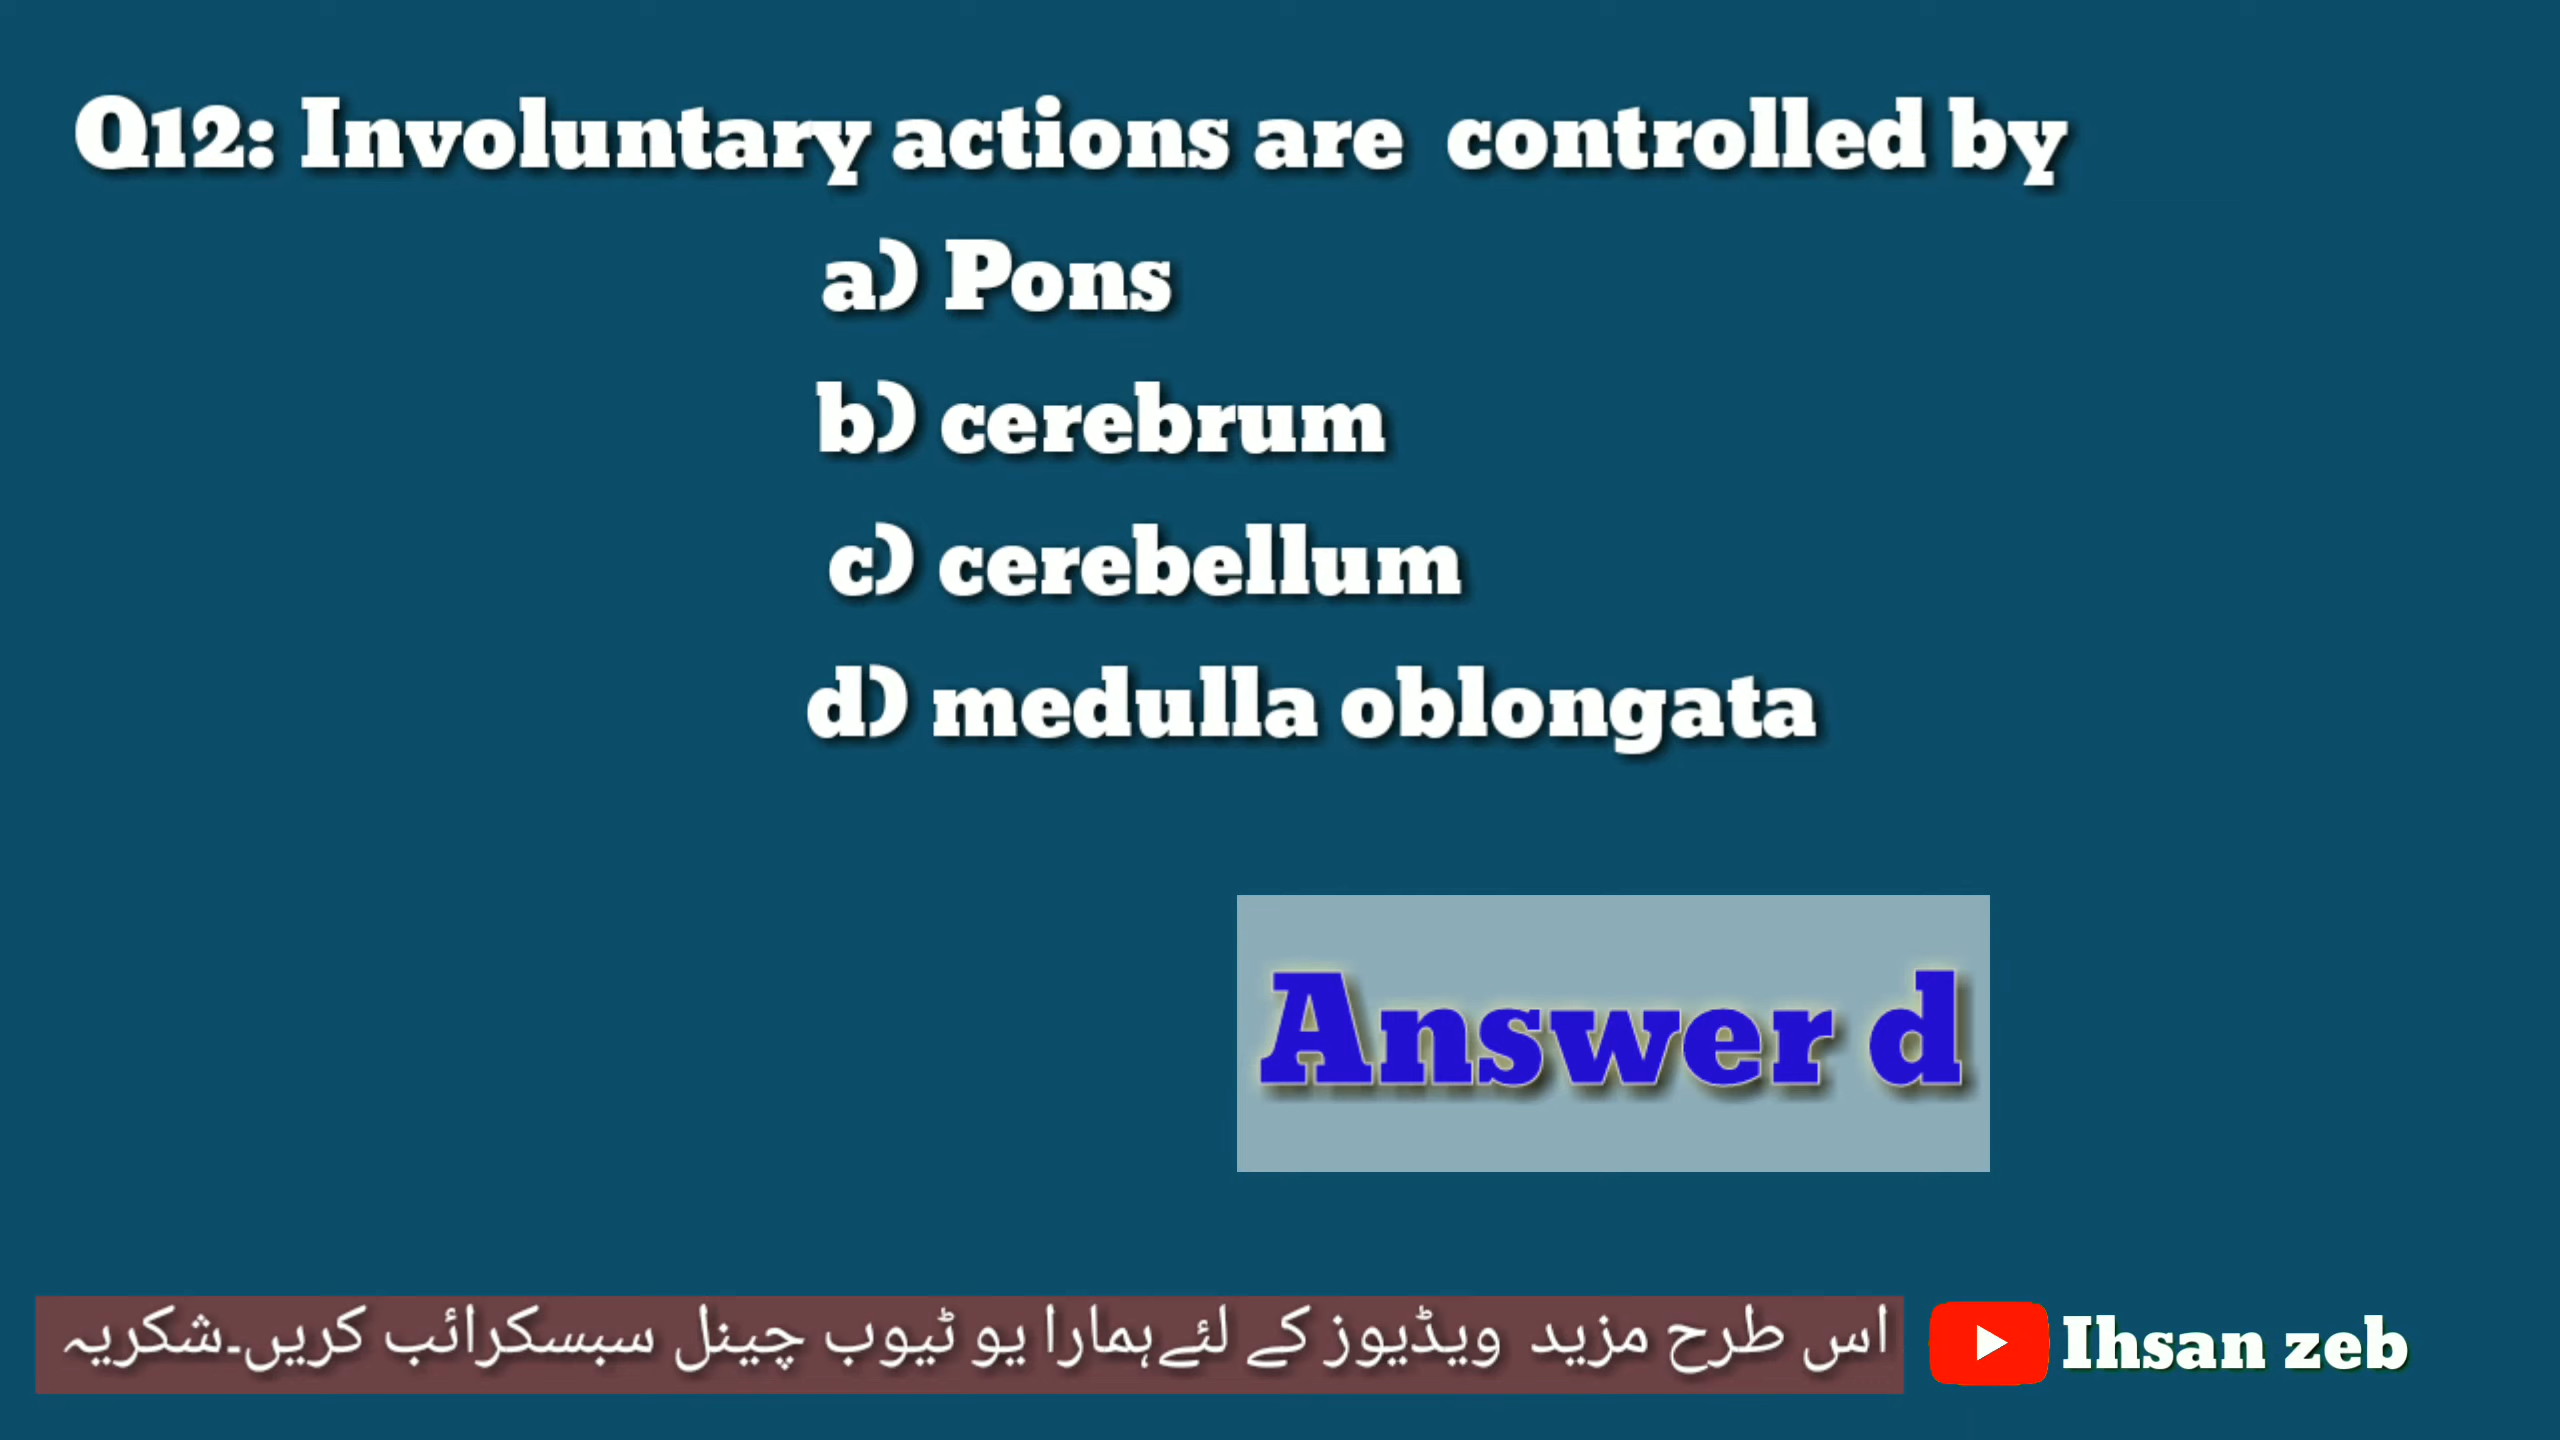 Q12: Involuntary actions are controlled by
a) Pons
b) cerebrum
c) cerebellum
d) medulla oblongata
Answer d
اس طرح مزید ویڈیوز کے لئے ہمارا یو ٹیوب چینل سبسکرائب کریں۔شکریہ
Ihsan zeb